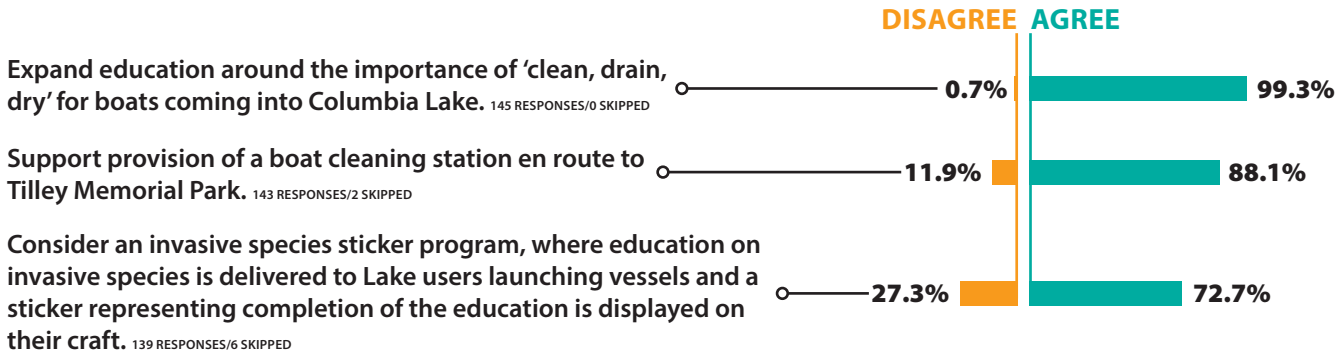 DISAGREE AGREE
Expand education around the importance of ‘clean, drain,
dry’ for boats coming into Columbia Lake. 145 RESPONSES/0 SKIPPED
0.7% 99.3%
Support provision of a boat cleaning station en route to
Tilley Memorial Park. 143 RESPONSES/2 SKIPPED
11.9% 88.1%
Consider an invasive species sticker program, where education on
invasive species is delivered to Lake users launching vessels and a
sticker representing completion of the education is displayed on
their craft. 139 RESPONSES/6 SKIPPED
27.3% 72.7%